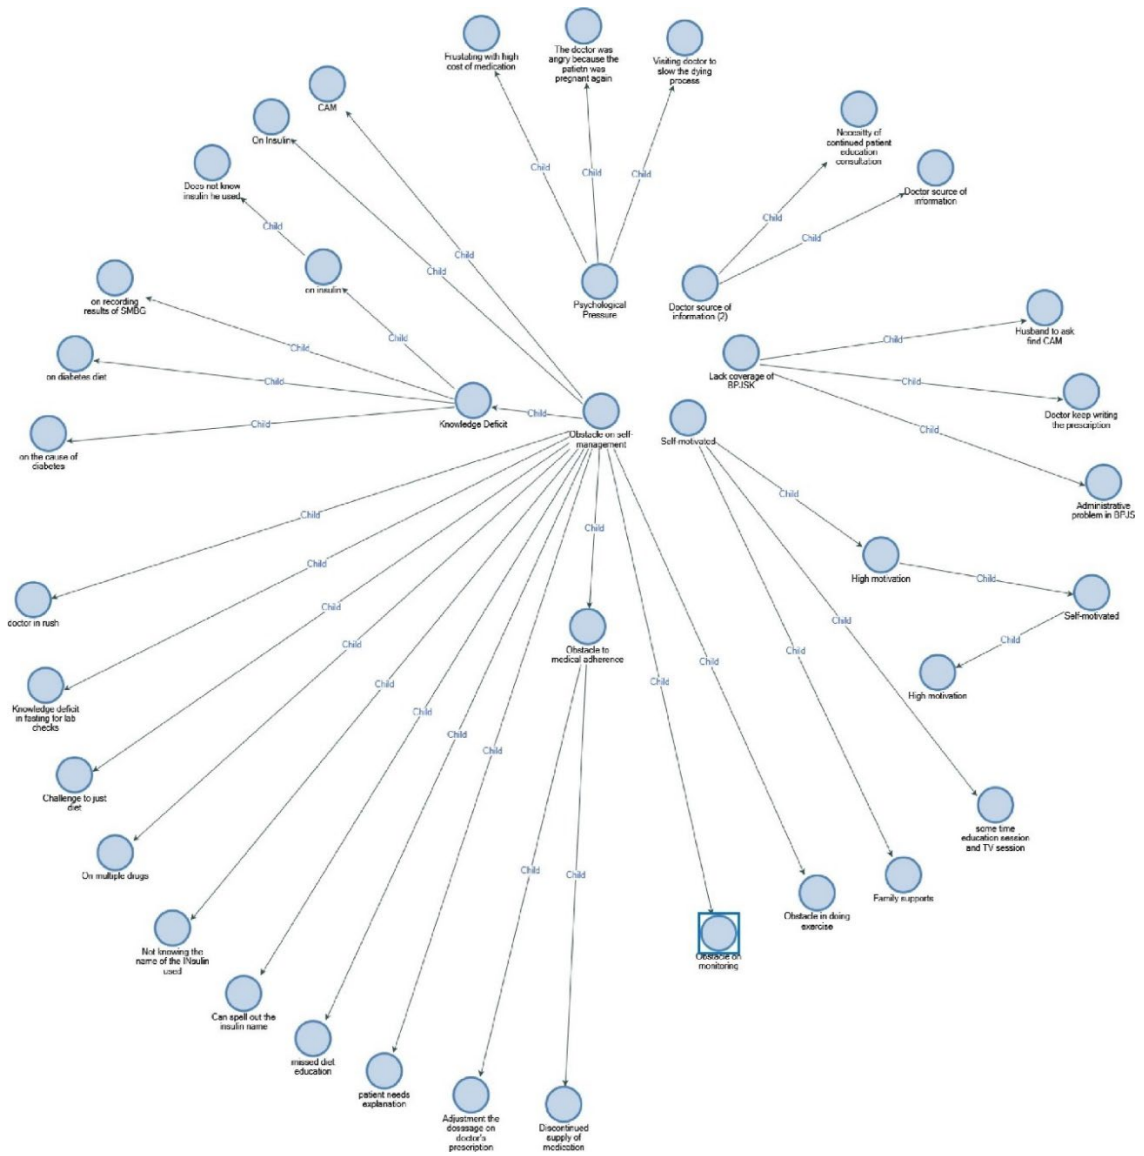 Frustating with high
cost of medication
The doctor was
angry because the
patietn was
pregnant again
Visiting doctor to
slow the dying
process
CAM
On Insulin
Does not know
insulin he used
Necesitty of
continued patient
education
consultation
Doctor source of
information
Child
Child
Child
Child
Child
Child
Child
Child
on insulin
on recording
results of SMBG
Psychological
Pressure
Doctor source of
information (2)
Husband to ask
find CAM
Child
Child
Child
on diabetes diet
Lack coverage of
BPJSK
Child
Child
Doctor keep writing
the prescription
Knowledge Deficit
Child
Obstacle on self-
management
Self-motivated
Child
Child
on the cause of
diabetes
Administrative
problem in BPJS
Child
Child
Child
High motivation
Child
Self-motivated
Child
High motivation
doctor in rush
Child
Child
Obstacle to
medical adherence
Child
Child
Child
Child
Knowledge deficit
in fasting for lab
checks
Child
Child
Child
Child
Child
Challenge to just
diet
some time
education session
and TV session
On multiple drugs
Child
Child
Family supports
Obstacle in doing
exercise
Not knowing the
name of the INsulin
used
Obstacle on
monitoring
Can spell out the
insulin name
missed diet
education
patient needs
explanation
Adjustment the
dosssage on
doctor's
prescription
Discontinued
supply of
medication